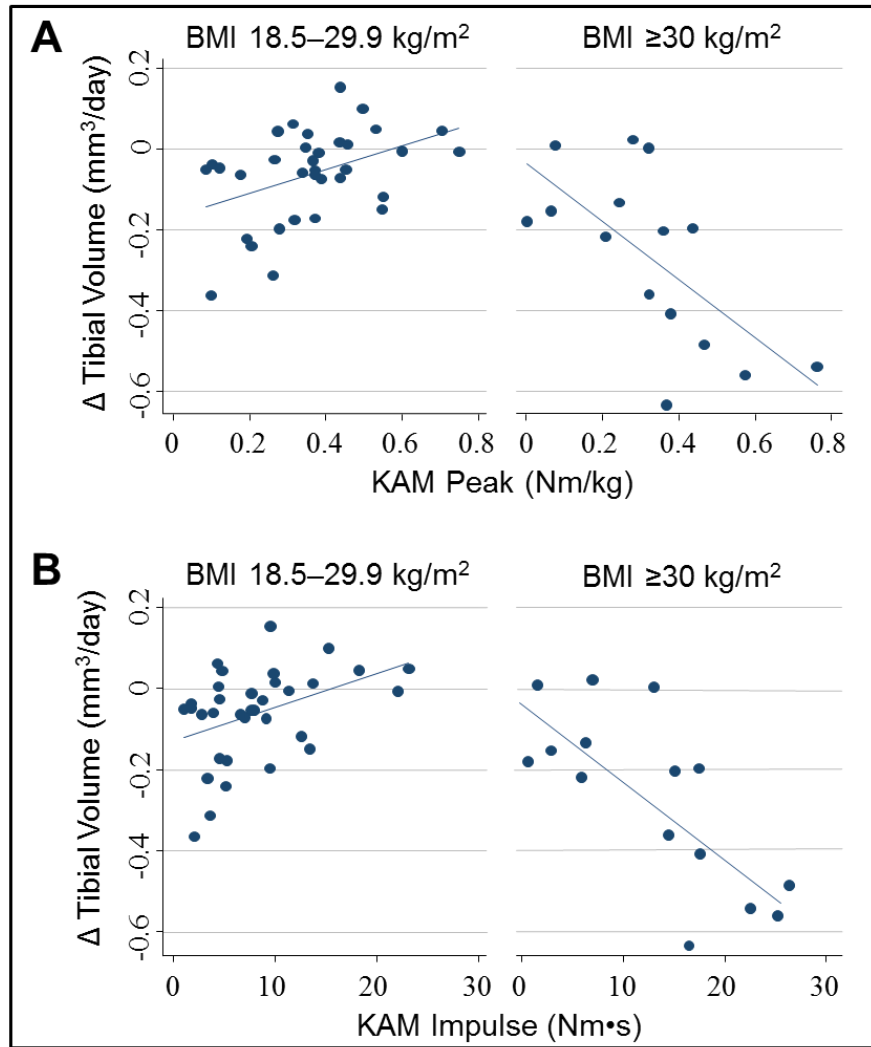 A
BMI 18.5–29.9 kg/m²
BMI ≥30 kg/m²
Δ Tibial Volume (mm³/day)
0.2
0
-0.2
-0.4
-0.6
0 0.2 0.4 0.6 0.8
0 0.2 0.4 0.6 0.8
KAM Peak (Nm/kg)
B
BMI 18.5–29.9 kg/m²
BMI ≥30 kg/m²
Δ Tibial Volume (mm³/day)
0.2
0
-0.2
-0.4
-0.6
0 10 20 30
0 10 20 30
KAM Impulse (Nm•s)